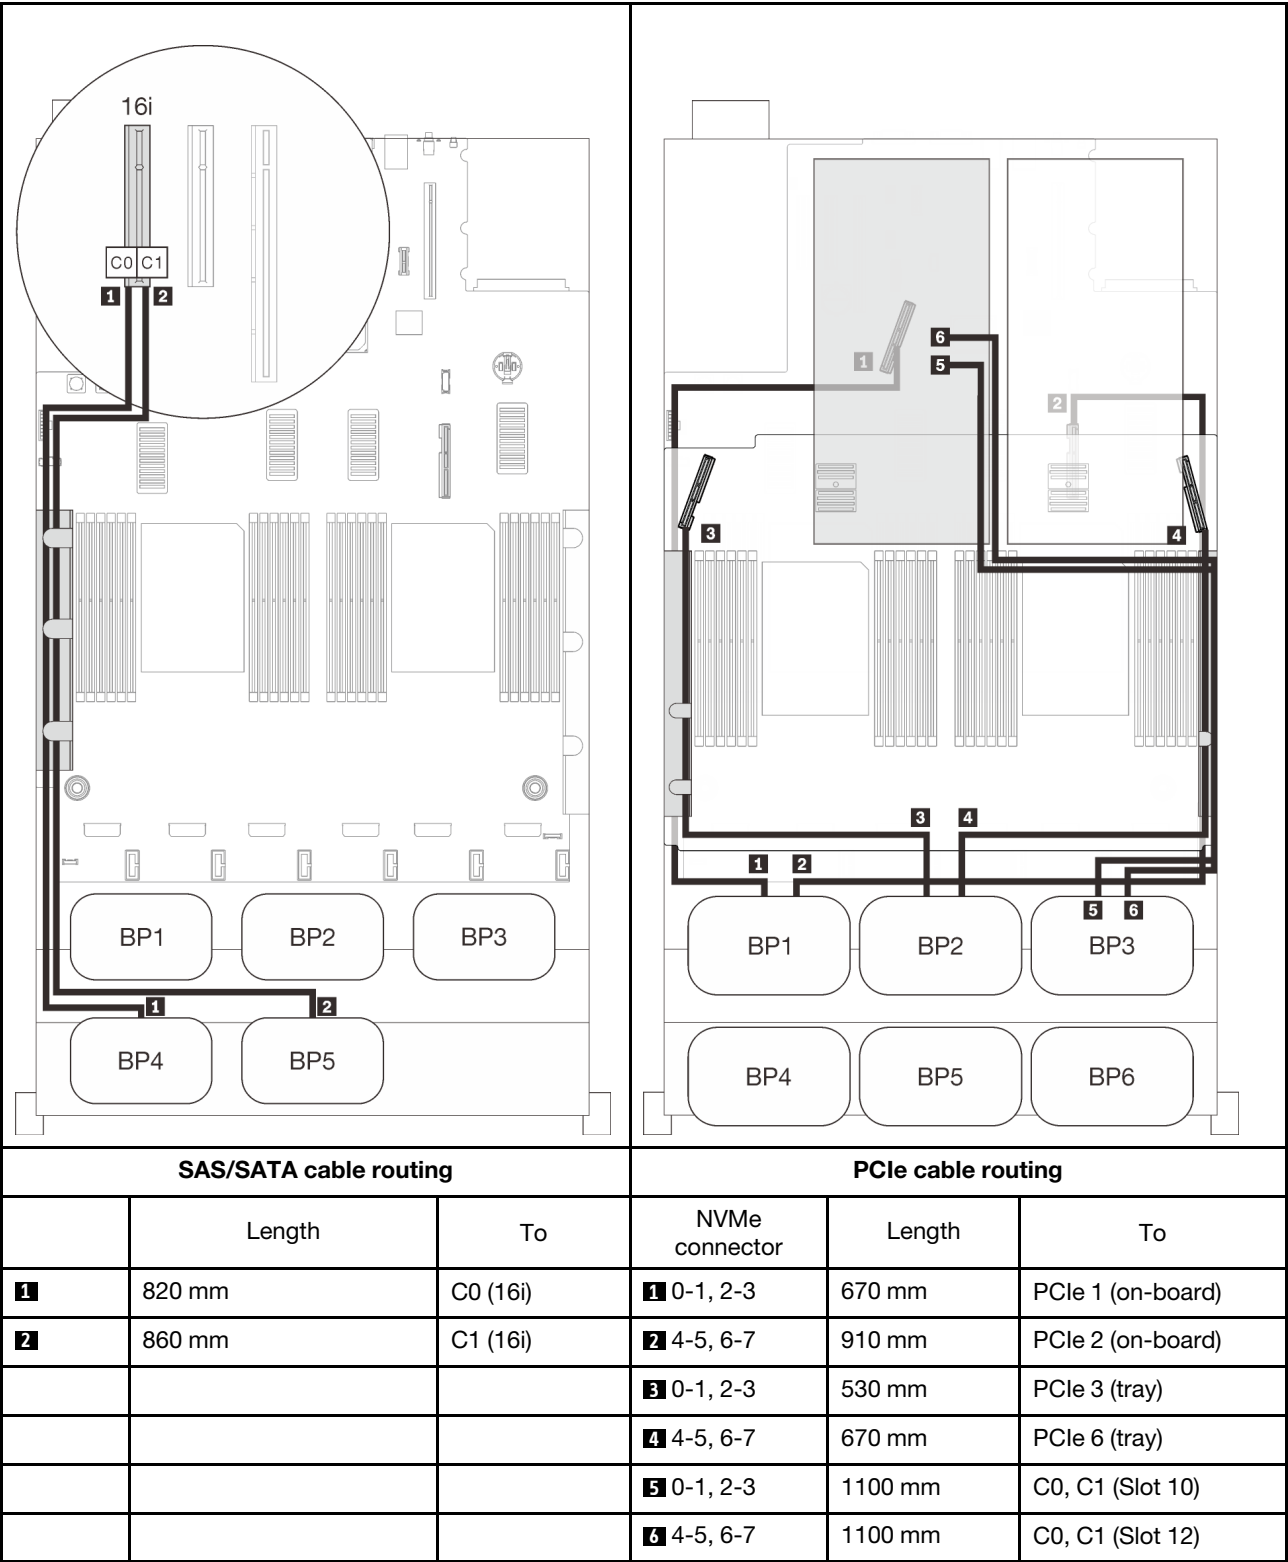 16i
C0 C1
1 2
BP1 BP2 BP3
1 2
BP4 BP5
6
1 5
2
3 4
3 4
1 2
5 6
BP1 BP2 BP3
BP4 BP5 BP6
SAS/SATA cable routing PCIe cable routing
Length To NVMe connector Length To
1 820 mm C0 (16i) 1 0-1, 2-3 670 mm PCIe 1 (on-board)
2 860 mm C1 (16i) 2 4-5, 6-7 910 mm PCIe 2 (on-board)
3 0-1, 2-3 530 mm PCIe 3 (tray)
4 4-5, 6-7 670 mm PCIe 6 (tray)
5 0-1, 2-3 1100 mm C0, C1 (Slot 10)
6 4-5, 6-7 1100 mm C0, C1 (Slot 12)